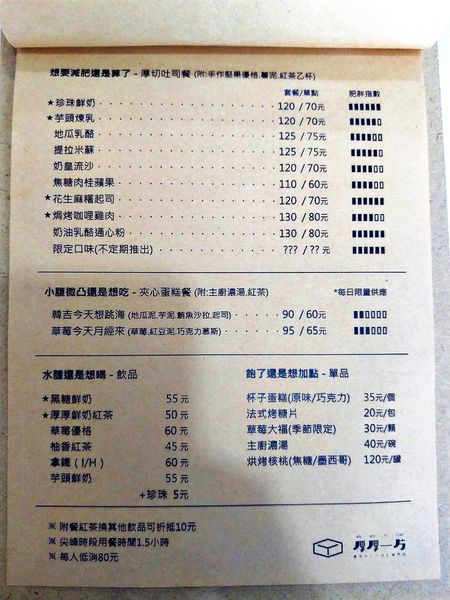 想要減肥還是算了 - 厚切吐司餐 (附:手作堅果優格,薯泥,紅茶乙杯)
套餐/單點 肥胖指數
★珍珠鮮奶 120 / 70元
★芋頭煉乳 120 / 70元
地瓜乳酪 125 / 75元
提拉米蘇 125 / 75元
奶皇流沙 120 / 70元
焦糖肉桂蘋果 110 / 60元
★花生麻糬起司 120 / 70元
★焗烤咖哩雞肉 130 / 80元
奶油乳酪通心粉 130 / 80元
限定口味(不定期推出) ??? / ?? 元
小腹微凸還是想吃 - 夾心蛋糕餐 (附:主廚濃湯,紅茶) *每日限量供應
韓吉今天想跳海 (地瓜泥,芋泥,鮪魚沙拉,起司) 90 / 60元
草莓今天月經來 (草莓,紅豆泥,巧克力慕斯) 95 / 65元
水腫還是想喝 - 飲品
★黑糖鮮奶 55 元
★厚厚鮮奶紅茶 50 元
草莓優格 60 元
柚香紅茶 45 元
拿鐵 ( I/H ) 60 元
芋頭鮮奶 55 元
+珍珠 5元
飽了還是想加點 - 單品
杯子蛋糕(原味/巧克力) 35元/個
法式烤糖片 20元/包
草莓大福(季節限定) 30元/顆
主廚濃湯 40元/碗
烘烤核桃(焦糖/墨西哥) 120元/罐
※ 附餐紅茶換其他飲品可折抵10元
※ 尖峰時段用餐時間1.5小時
※ 每人低消80元
厚厚一片